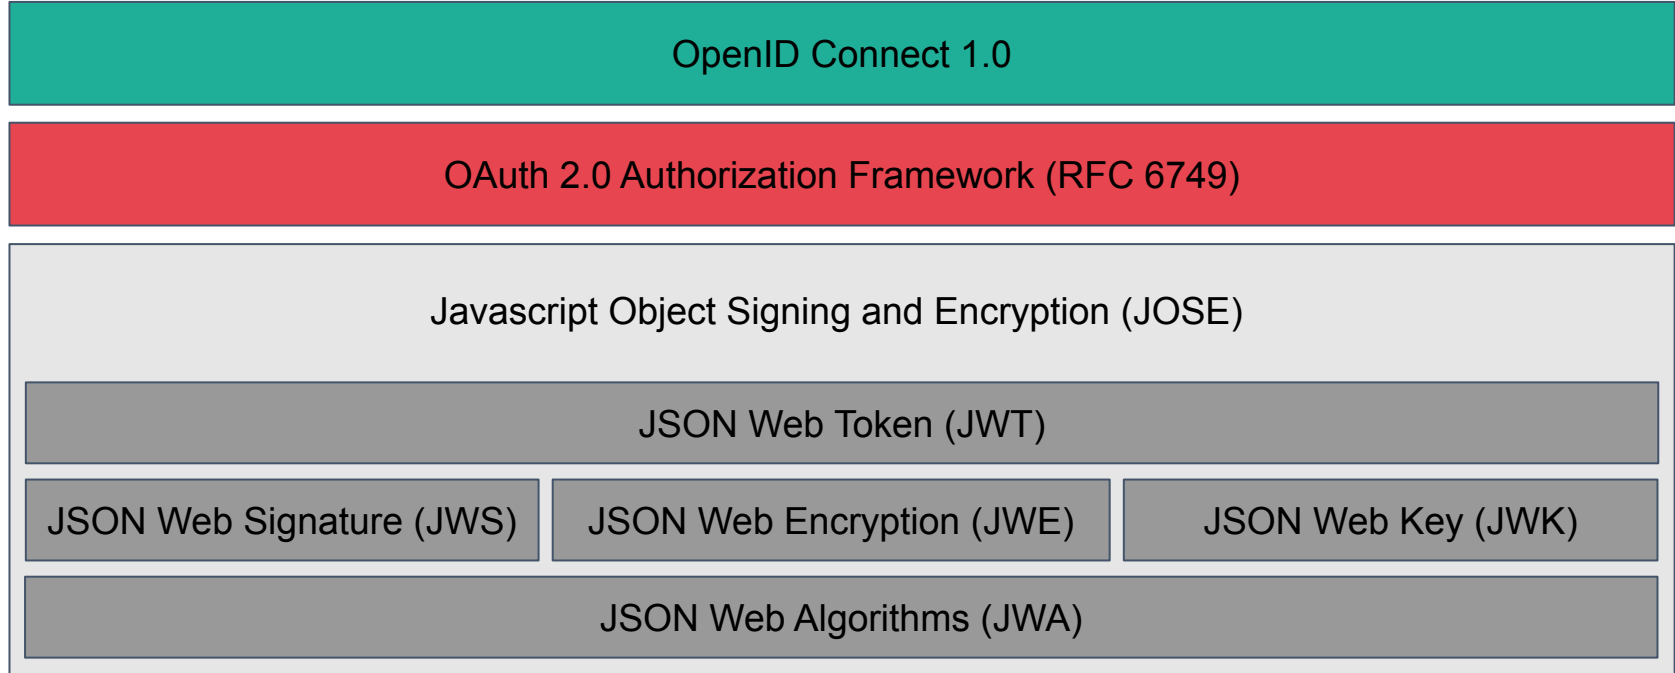 OpenID Connect 1.0
OAuth 2.0 Authorization Framework (RFC 6749)
Javascript Object Signing and Encryption (JOSE)
JSON Web Token (JWT)
JSON Web Signature (JWS)
JSON Web Encryption (JWE)
JSON Web Key (JWK)
JSON Web Algorithms (JWA)